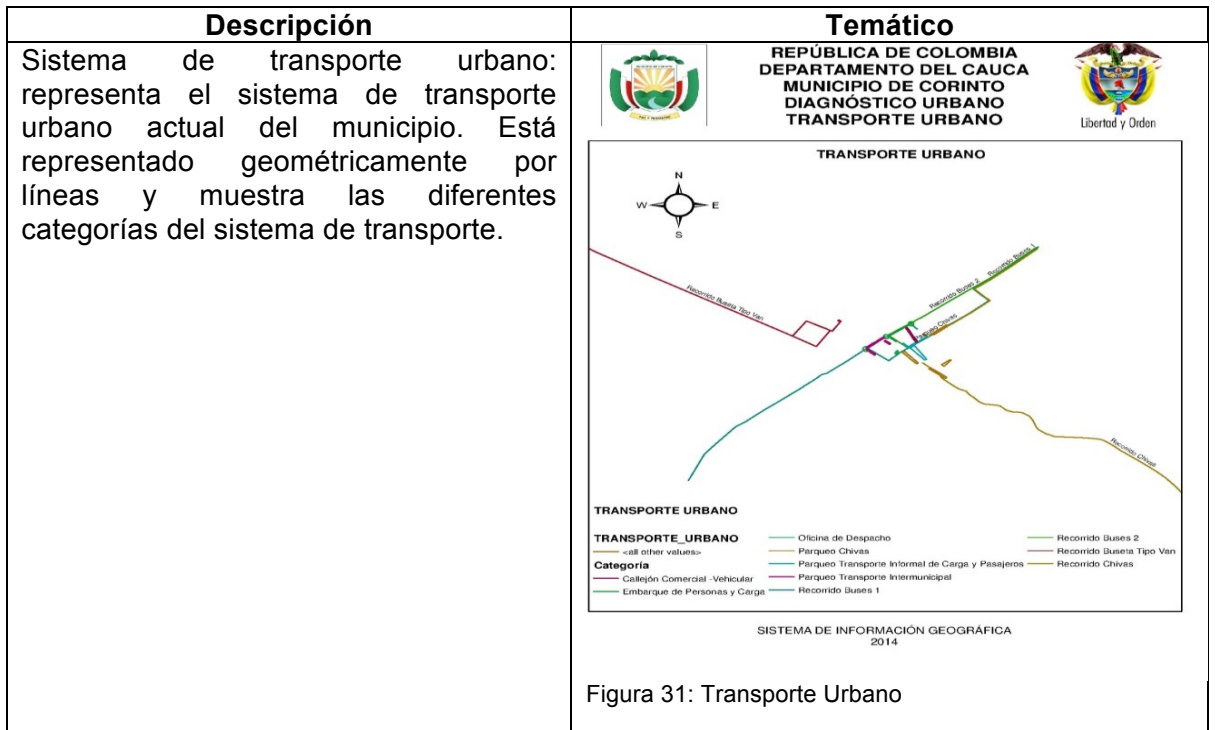 Descripción
Temático
Sistema de transporte urbano:
representa el sistema de transporte
urbano actual del municipio. Está
representado geométricamente por
líneas y muestra las diferentes
categorías del sistema de transporte.
REPÚBLICA DE COLOMBIA
DEPARTAMENTO DEL CAUCA
MUNICIPIO DE CORINTO
DIAGNÓSTICO URBANO
TRANSPORTE URBANO
Libertad y Orden
TRANSPORTE URBANO
N
W E
S
Recorrido Buses 1
Recorrido Buses 2
Recorrido Buseta Tipo Van
Parqueo Chivas
Recorrido Chivas
TRANSPORTE URBANO
TRANSPORTE_URBANO
<all other values>
Categoría
Callejón Comercial -Vehicular
Embarque de Personas y Carga
Oficina de Despacho
Parqueo Chivas
Parqueo Transporte Informal de Carga y Pasajeros
Parqueo Transporte Intermunicipal
Recorrido Buses 1
Recorrido Buses 2
Recorrido Buseta Tipo Van
Recorrido Chivas
SISTEMA DE INFORMACIÓN GEOGRÁFICA
2014
Figura 31: Transporte Urbano